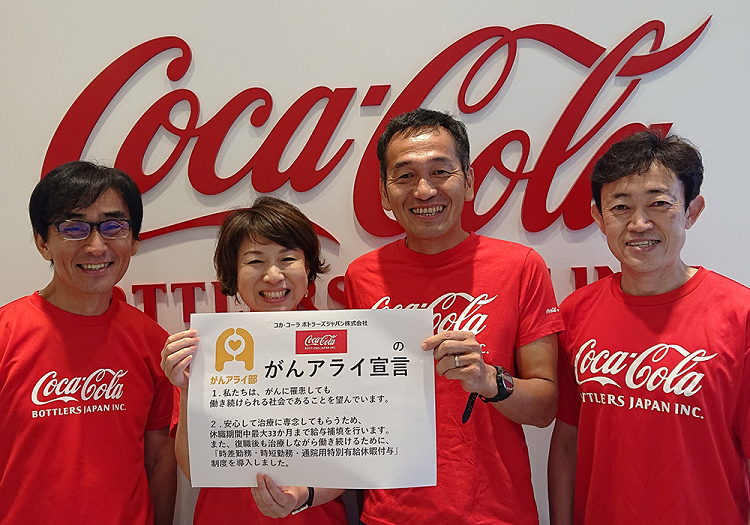 Coca-Cola
BOTTLERS JAPAN INC.
コカ・コーラ ボトラーズジャパン株式会社
Coca-Cola
BOTTLERS JAPAN INC.
の
がんアライ部
がんアライ宣言
1．私たちは、がんに罹患しても
働き続けられる社会であることを望んでいます。
2．安心して治療に専念してもらうため、
休職期間中最大33か月まで給与補填を行います。
また、復職後も治療しながら働き続けるために、
「時差勤務・時短勤務・通院用特別有給休暇付与」
制度を導入しました。
Coca-Cola
BOTTLERS JAPAN INC.
Coca-Cola
Coca-Cola
Coca-Cola
BOTTLERS JAPAN INC.